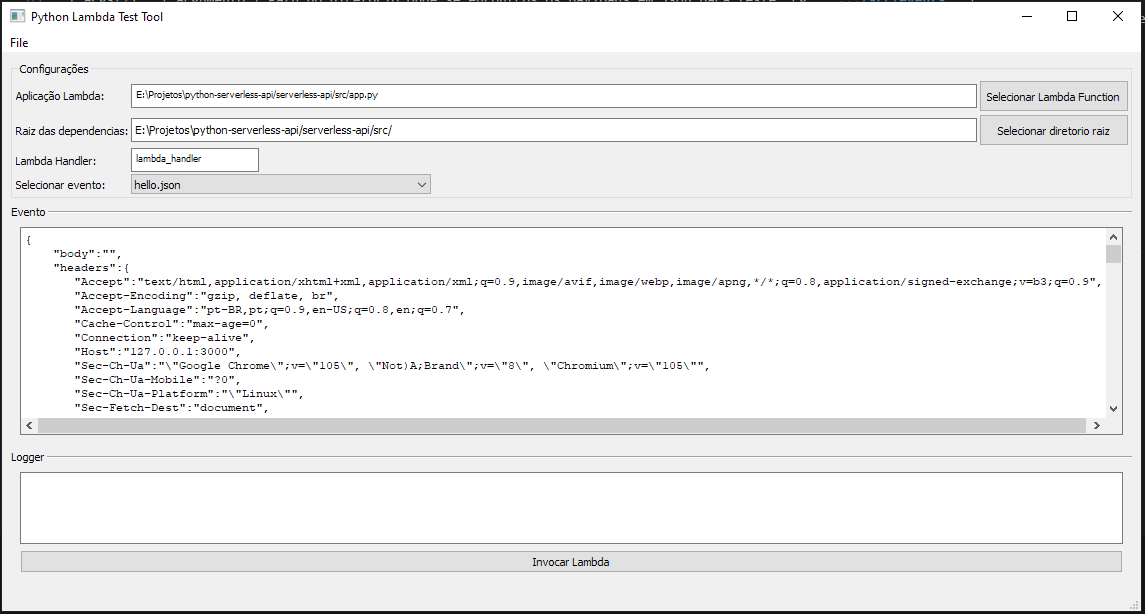 Python Lambda Test Tool
File
Configurações
Aplicação Lambda: E:\Projetos\python-serverless-api/serverless-api/src/app.py Selecionar Lambda Function
Raiz das dependencias: E:\Projetos\python-serverless-api/serverless-api/src/ Selecionar diretorio raiz
Lambda Handler: lambda_handler
Selecionar evento: hello.json
Evento
{
"body":"",
"headers":{
"Accept":"text/html,application/xhtml+xml,application/xml;q=0.9,image/avif,image/webp,image/apng,*/*;q=0.8,application/signed-exchange;v=b3;q=0.9",
"Accept-Encoding":"gzip, deflate, br",
"Accept-Language":"pt-BR,pt;q=0.9,en-US;q=0.8,en;q=0.7",
"Cache-Control":"max-age=0",
"Connection":"keep-alive",
"Host":"127.0.0.1:3000",
"Sec-Ch-Ua":"\"Google Chrome\";v=\"105\", \"Not)A;Brand\";v=\"8\", \"Chromium\";v=\"105\"",
"Sec-Ch-Ua-Mobile":"?0",
"Sec-Ch-Ua-Platform":"\"Linux\"",
"Sec-Fetch-Dest":"document",
Logger
Invocar Lambda